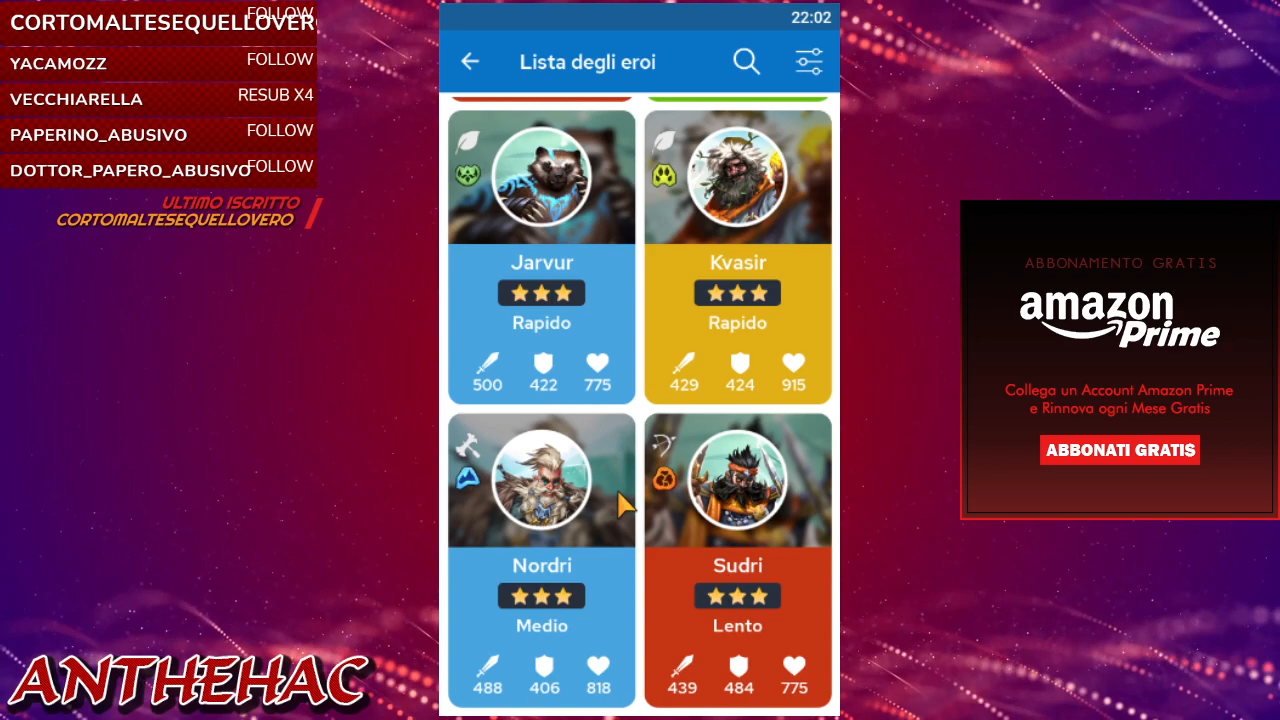 CORTOMALTESEQUELLOVERO
FOLLOW
YACAMOZZ
FOLLOW
VECCHIARELLA
RESUB X4
PAPERINO_ABUSIVO
FOLLOW
DOTTOR_PAPERO_ABUSIVO
FOLLOW
ULTIMO ISCRITTO
CORTOMALTESEQUELLOVERO
22:02
Lista degli eroi
Jarvur
Rapido
500 422 775
Kvasir
Rapido
429 424 915
Nordri
Medio
488 406 818
Sudri
Lento
439 484 775
ABBONAMENTO GRATIS
amazon
Prime
Collega un Account Amazon Prime
e Rinnova ogni Mese Gratis
ABBONATI GRATIS
ANTHEHAC